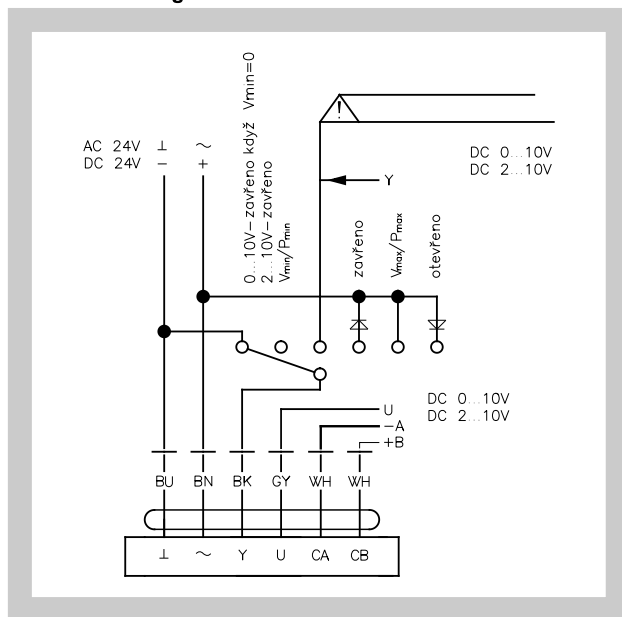 AC 24V ⊥ ~
DC 24V − +
0...10V–zavřeno když Vmin=0
2...10V–zavřeno
Vmin/Pmin
!
DC 0...10V
DC 2...10V
Y
zavřeno
Vmax/Pmax
otevřeno
U
−A
+B
DC 0...10V
DC 2...10V
BU BN BK GY WH WH
⊥ ~ Y U CA CB